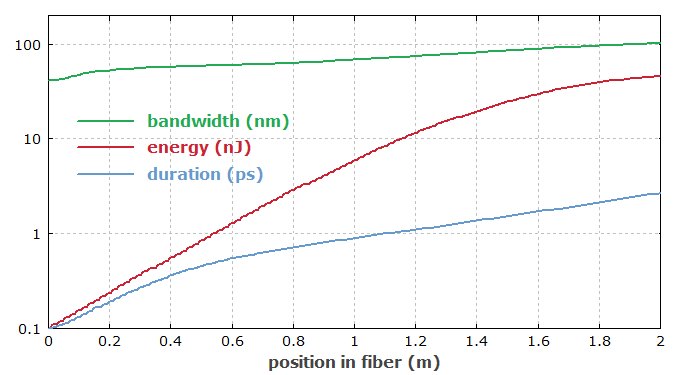 100
10
1
0.1
bandwidth (nm)
energy (nJ)
duration (ps)
0 0.2 0.4 0.6 0.8 1 1.2 1.4 1.6 1.8 2
position in fiber (m)